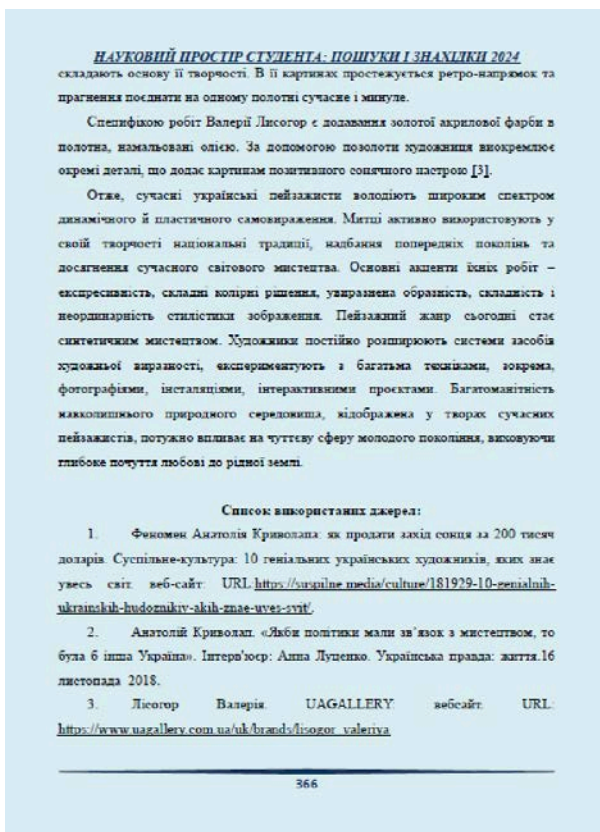 НАУКОВИЙ ПРОСТІР СТУДЕНТА: ПОШУКИ І ЗНАХІДКИ 2024
складають основу її творчості. В її картинах простежується ретро-напрямок та
прагнення поєднати на одному полотні сучасне і минуле.
Специфікою робіт Валерії Лисогор є додавання золотої акрилової фарби в
полотна, намальовані олією. За допомогою позолоти художниця виокремлює
окремі деталі, що додає картинам позитивного сонячного настрою [3].
Отже, сучасні українські пейзажисти володіють широким спектром
динамічного й пластичного самовираження. Митці активно використовують у
своїй творчості національні традиції, надбання попередніх поколінь та
досягнення сучасного світового мистецтва. Основні акценти їхніх робіт –
експресивність, складні колірні рішення, увиразнена образність, складність і
неординарність стилістики зображення. Пейзажний жанр сьогодні стає
синтетичним мистецтвом. Художники постійно розширюють системи засобів
художньої виразності, експериментують з багатьма техніками, зокрема,
фотографіями, інсталяціями, інтерактивними проєктами. Багатоманітність
навколишнього природного середовища, відображена у творах сучасних
пейзажистів, потужно впливає на чуттєву сферу молодого покоління, виховуючи
глибоке почуття любові до рідної землі.
Список використаних джерел:
1. Феномен Анатолія Криволапа: як продати захід сонця за 200 тисяч
доларів. Суспільне-культура: 10 геніальних українських художників, яких знає
увесь світ. веб-сайт. URL:https://suspilne.media/culture/181929-10-genialnih-
ukrainskih-hudoznikiv-akih-znae-uves-svit/.
2. Анатолій Криволап. «Якби політики мали зв’язок з мистецтвом, то
була б інша Україна». Інтерв'юєр: Анна Луценко. Українська правда: життя.16
листопада 2018.
3. Лісогор Валерія. UAGALLERY. вебсайт. URL:
https://www.uagallery.com.ua/uk/brands/lisogor_valeriya
366